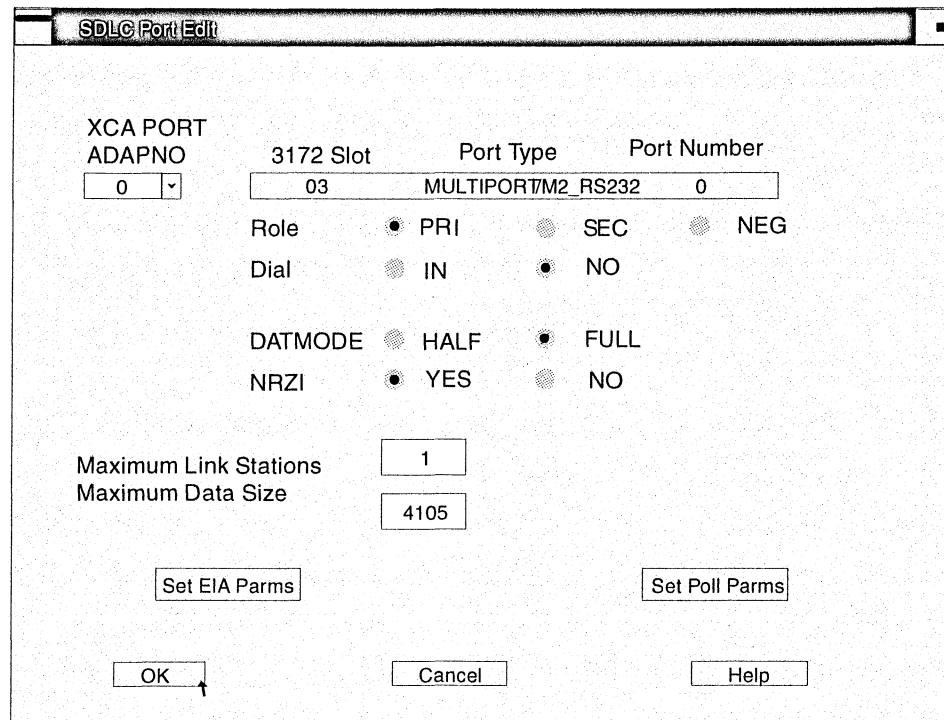 SDLC Port Edit
XCA PORT
ADAPNO
3172 Slot Port Type Port Number
0 03 MULTIPORT/M2_RS232 0
Role PRI SEC NEG
Dial IN NO
DATMODE HALF FULL
NRZI YES NO
Maximum Link Stations 1
Maximum Data Size 4105
Set EIA Parms Set Poll Parms
OK Cancel Help